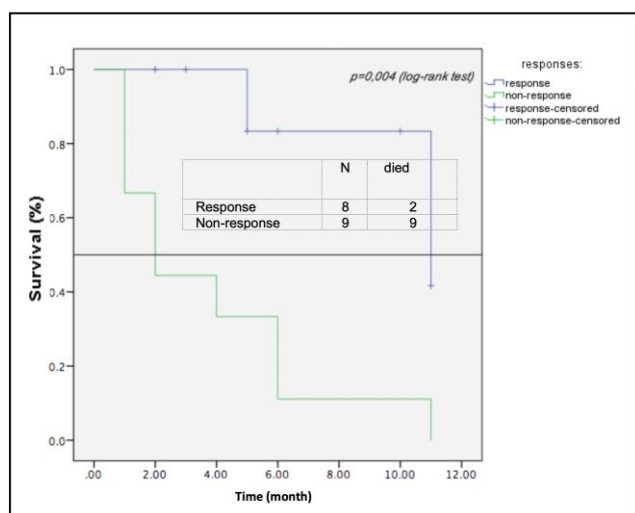 responses:
response
non-response
response-censored
non-response-censored
p=0,004 (log-rank test)
N died
Response 8 2
Non-response 9 9
Survival (%)
1.0
0.8
0.6
0.4
0.2
0.0
.00 2.00 4.00 6.00 8.00 10.00 12.00
Time (month)